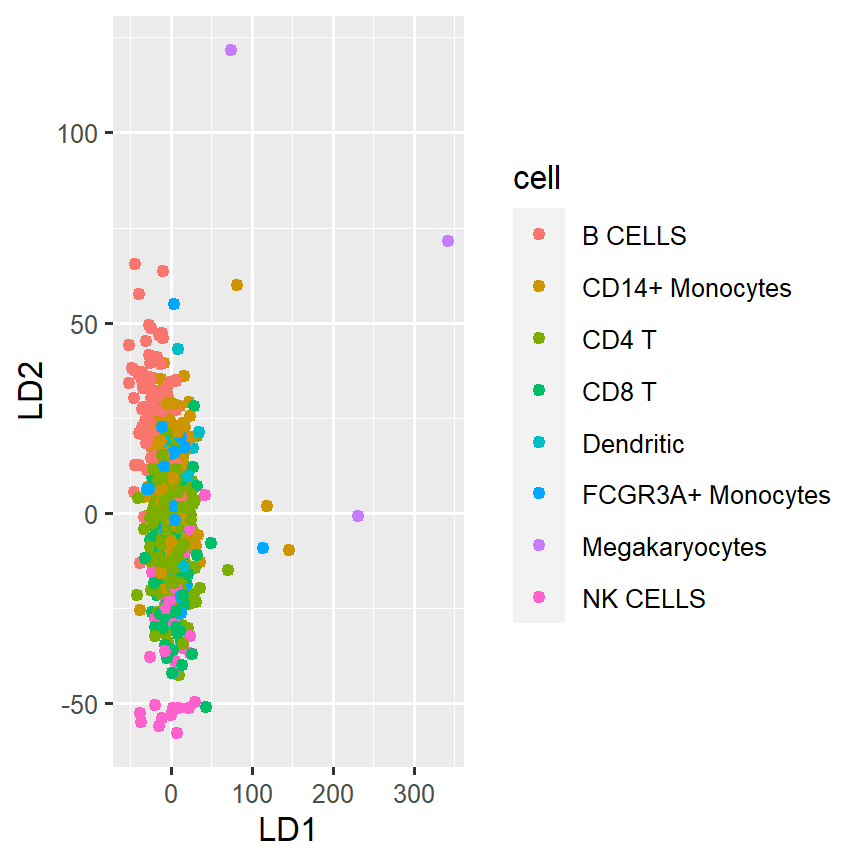 100
50
0
-50
LD2
0 100 200 300
LD1
cell
B CELLS
CD14+ Monocytes
CD4 T
CD8 T
Dendritic
FCGR3A+ Monocytes
Megakaryocytes
NK CELLS